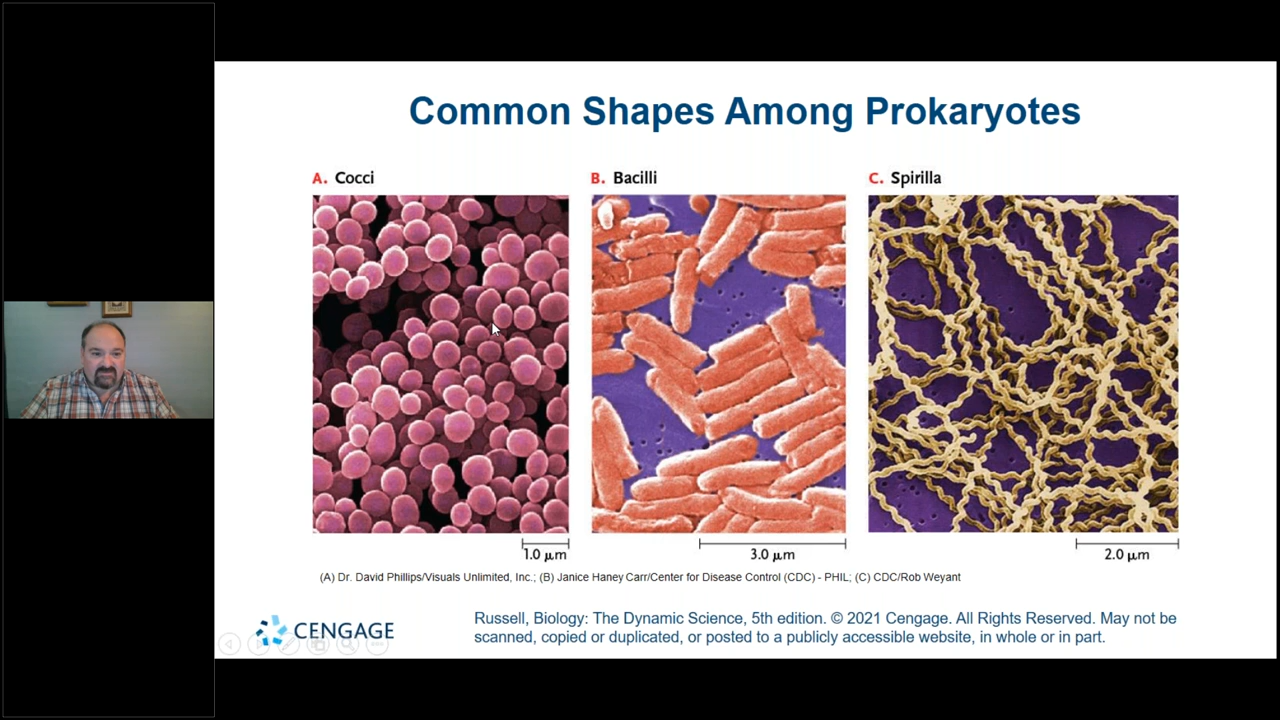 Common Shapes Among Prokaryotes
A. Cocci
B. Bacilli
C. Spirilla
1.0 μm
3.0 μm
2.0 μm
(A) Dr. David Phillips/Visuals Unlimited, Inc.; (B) Janice Haney Carr/Center for Disease Control (CDC) - PHIL; (C) CDC/Rob Weyant
CENGAGE
Russell, Biology: The Dynamic Science, 5th edition. © 2021 Cengage. All Rights Reserved. May not be
scanned, copied or duplicated, or posted to a publicly accessible website, in whole or in part.